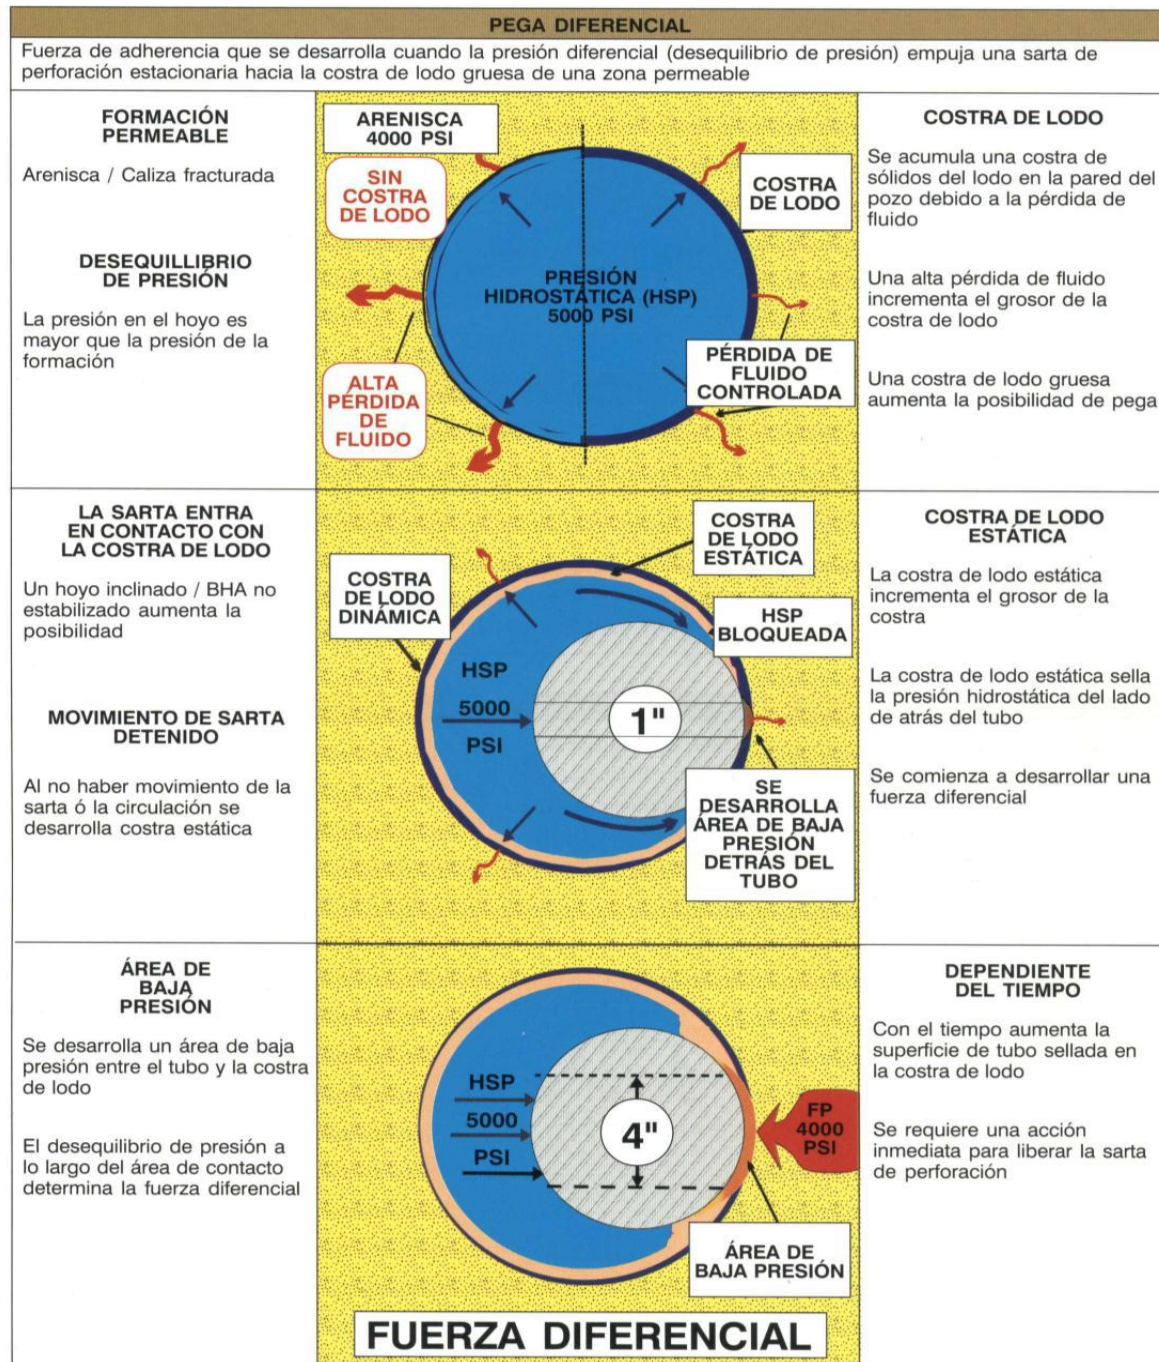 PEGA DIFERENCIAL
Fuerza de adherencia que se desarrolla cuando la presión diferencial (desequilibrio de presión) empuja una sarta de
perforación estacionaria hacia la costra de lodo gruesa de una zona permeable
FORMACIÓN
PERMEABLE
Arenisca / Caliza fracturada
DESEQUILLIBRIO
DE PRESIÓN
La presión en el hoyo es
mayor que la presión de la
formación
ARENISCA
4000 PSI
SIN
COSTRA
DE LODO
COSTRA
DE LODO
PRESIÓN
HIDROSTÁTICA (HSP)
5000 PSI
ALTA
PÉRDIDA
DE
FLUIDO
PÉRDIDA DE
FLUIDO
CONTROLADA
COSTRA DE LODO
Se acumula una costra de
sólidos del lodo en la pared del
pozo debido a la pérdida de
fluido
Una alta pérdida de fluido
incrementa el grosor de la
costra de lodo
Una costra de lodo gruesa
aumenta la posibilidad de pega
LA SARTA ENTRA
EN CONTACTO CON
LA COSTRA DE LODO
Un hoyo inclinado / BHA no
estabilizado aumenta la
posibilidad
MOVIMIENTO DE SARTA
DETENIDO
Al no haber movimiento de la
sarta ó la circulación se
desarrolla costra estática
COSTRA
DE LODO
ESTÁTICA
COSTRA
DE LODO
DINÁMICA
HSP
BLOQUEADA
HSP
5000
PSI
1"
SE
DESARROLLA
ÁREA DE BAJA
PRESIÓN
DETRÁS DEL
TUBO
COSTRA DE LODO
ESTÁTICA
La costra de lodo estática
incrementa el grosor de la
costra
La costra de lodo estática sella
la presión hidrostática del lado
de atrás del tubo
Se comienza a desarrollar una
fuerza diferencial
ÁREA DE
BAJA
PRESIÓN
Se desarrolla un área de baja
presión entre el tubo y la costra
de lodo
El desequilibrio de presión a
lo largo del área de contacto
determina la fuerza diferencial
HSP
5000
PSI
4"
FP
4000
PSI
ÁREA DE
BAJA PRESIÓN
FUERZA DIFERENCIAL
DEPENDIENTE
DEL TIEMPO
Con el tiempo aumenta la
superficie de tubo sellada en
la costra de lodo
Se requiere una acción
inmediata para liberar la sarta
de perforación